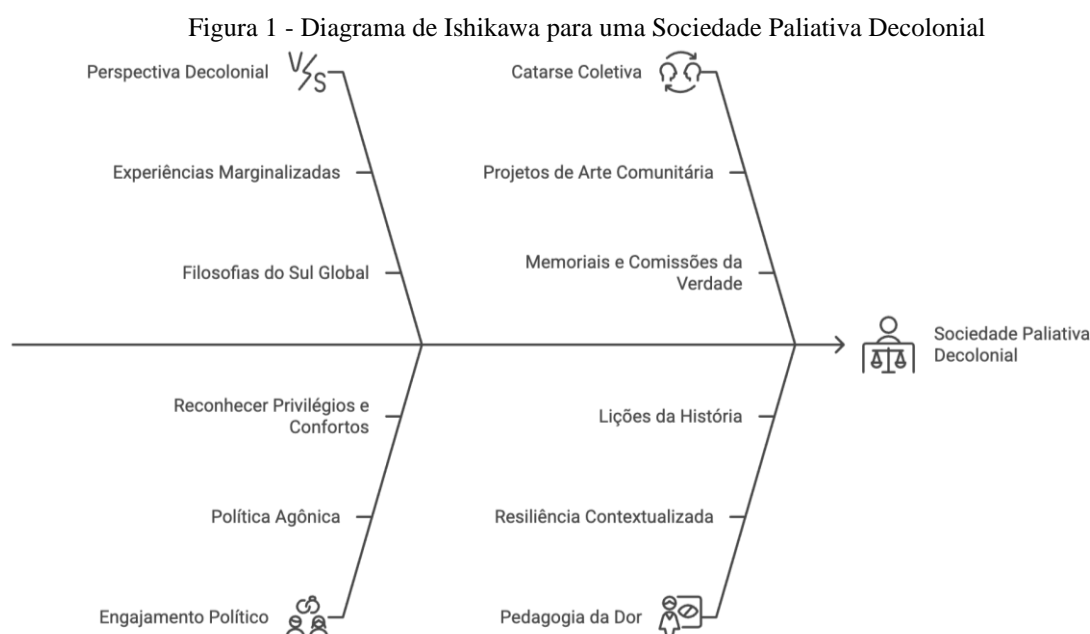 Figura 1 - Diagrama de Ishikawa para uma Sociedade Paliativa Decolonial
Perspectiva Decolonial
V
S
Experiências Marginalizadas
Filosofias do Sul Global
Catarse Coletiva
Projetos de Arte Comunitária
Memoriais e Comissões da
Verdade
Sociedade Paliativa
Decolonial
Reconhecer Privilégios e
Confortos
Política Agônica
Engajamento Político
Lições da História
Resiliência Contextualizada
Pedagogia da Dor